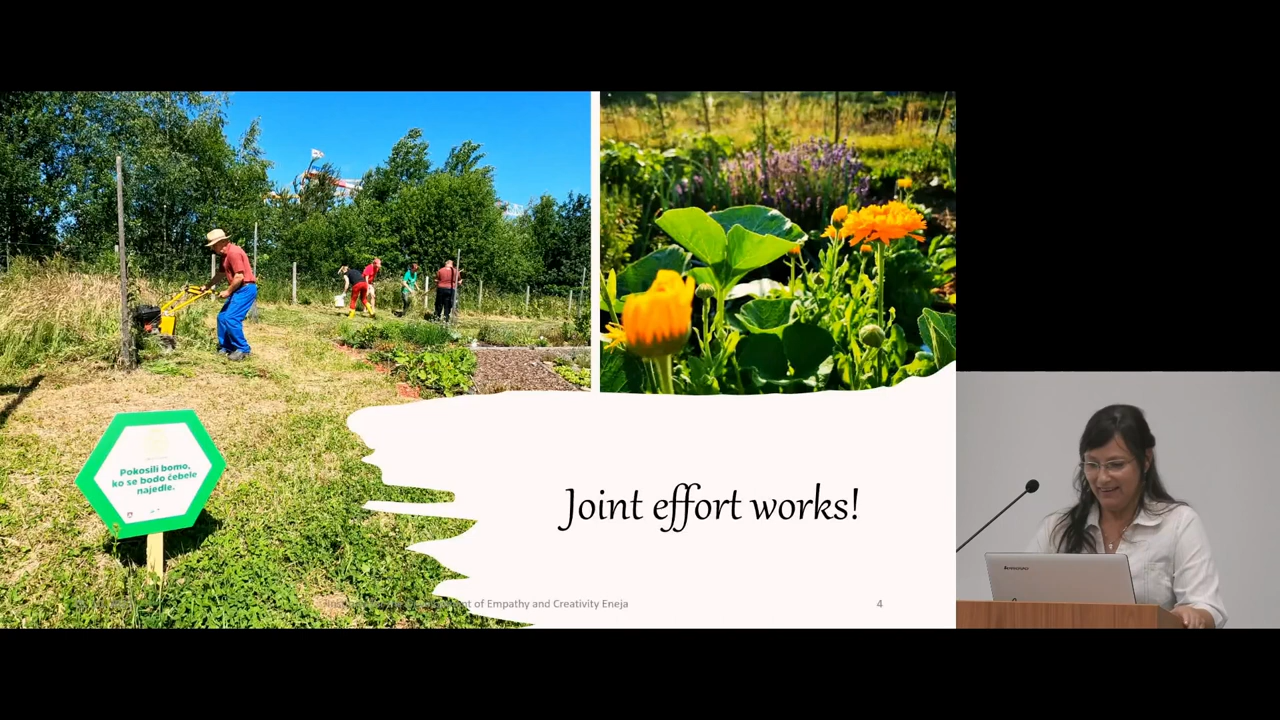 Pokosili bomo,
ko se bodo čebele
najedle.
Joint effort works!
of Empathy and Creativity Eneja
4
lenovo